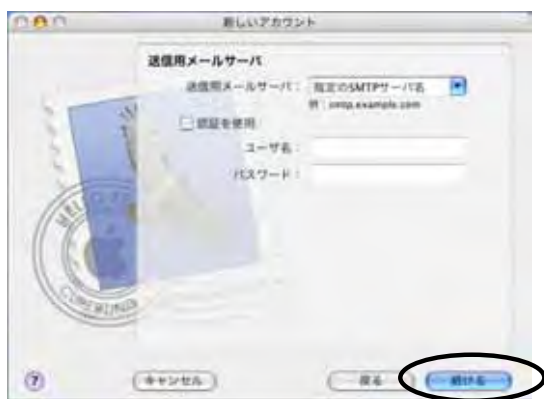 新しいアカウント
送信用メールサーバ
送信用メールサーバ： 指定のSMTPサーバ名
例：smtp.example.com
認証を使用
ユーザ名：
パスワード：
HELLO
CUPERTINO
? キャンセル 戻る 続ける